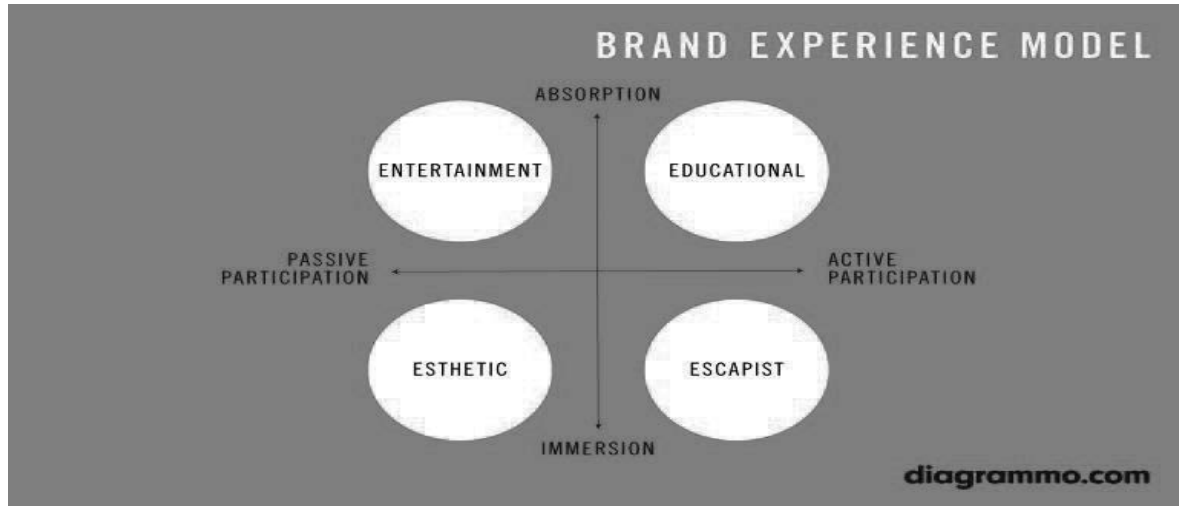 BRAND EXPERIENCE MODEL
ABSORPTION
ENTERTAINMENT
EDUCATIONAL
PASSIVE
PARTICIPATION
ACTIVE
PARTICIPATION
ESTHETIC
ESCAPIST
IMMERSION
diagrammo.com